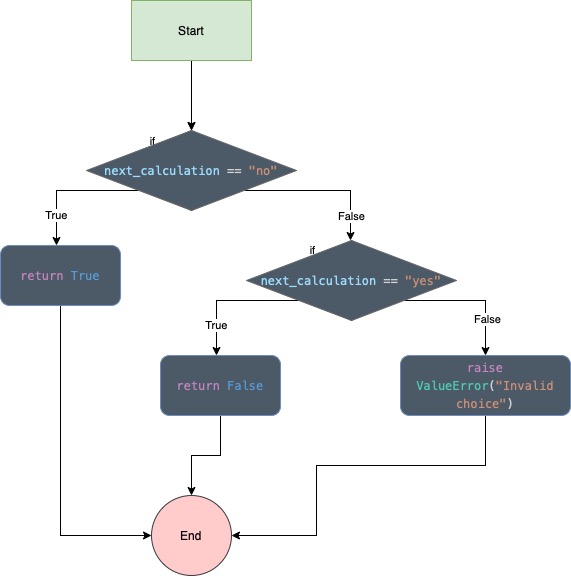 Start
if
next_calculation == "no"
True
False
return True
if
next_calculation == "yes"
True
False
return False
raise
ValueError("Invalid
choice")
End